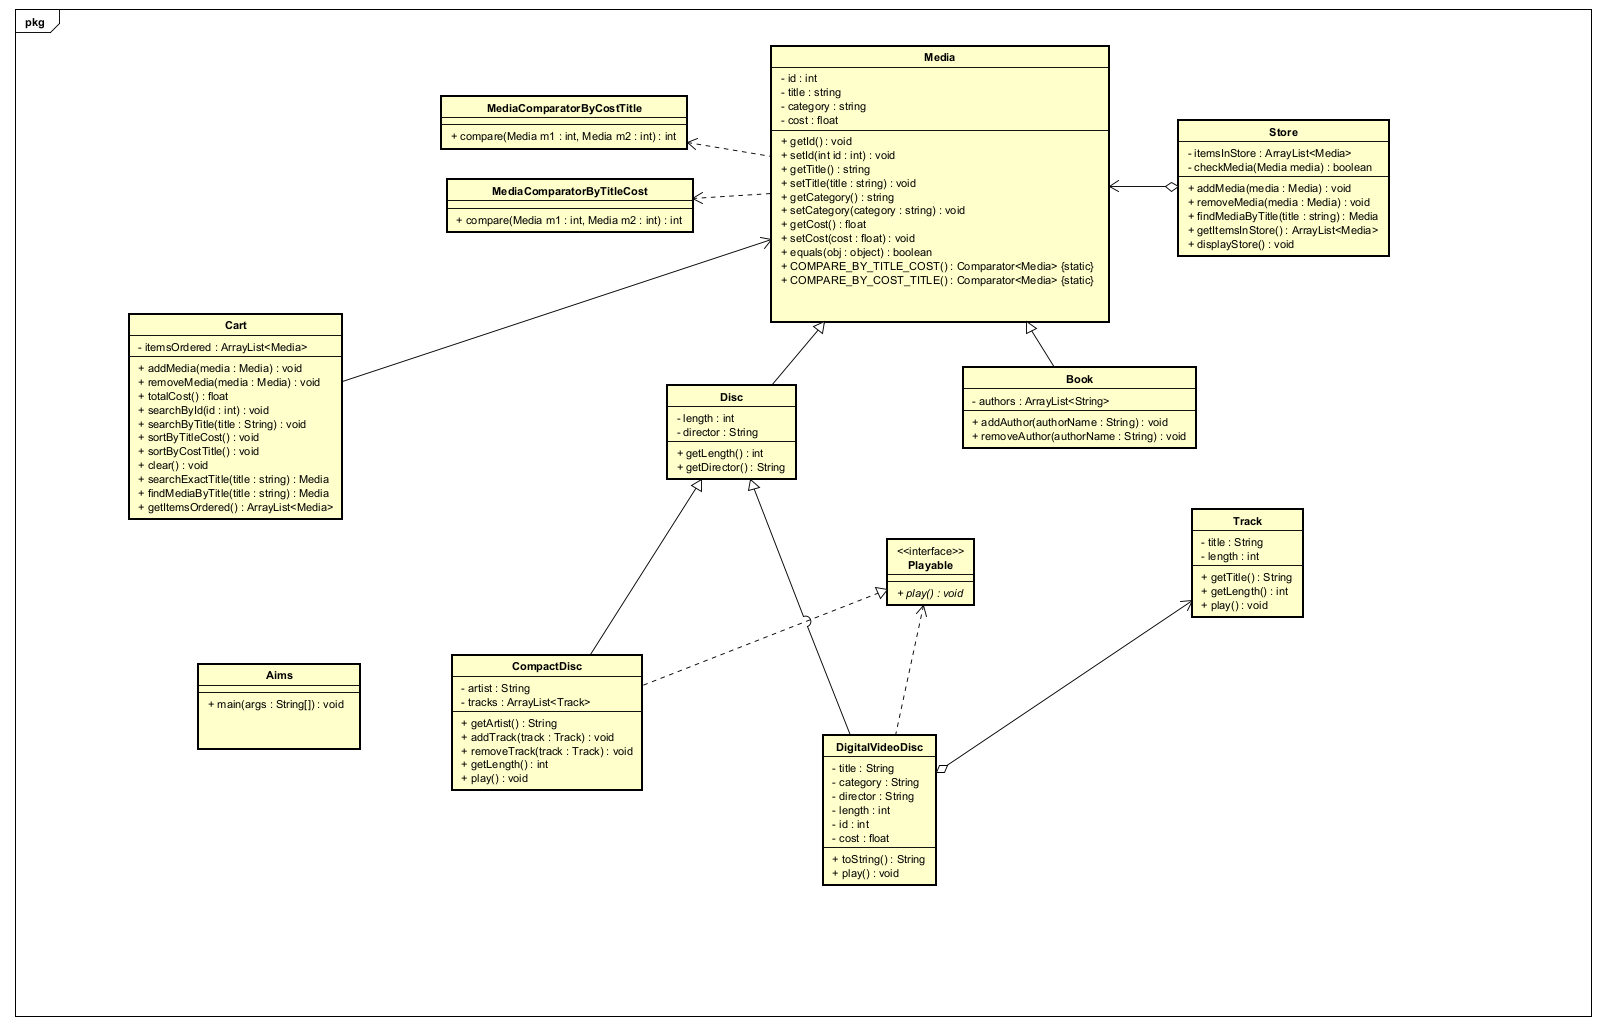 pkg
Media
- id : int
- title : string
- category : string
- cost : float
+ getId() : void
+ setId(int id : int) : void
+ getTitle() : string
+ setTitle(title : string) : void
+ getCategory() : string
+ setCategory(category : string) : void
+ getCost() : float
+ setCost(cost : float) : void
+ equals(obj : object) : boolean
+ COMPARE_BY_TITLE_COST() : Comparator<Media> {static}
+ COMPARE_BY_COST_TITLE() : Comparator<Media> {static}
MediaComparatorByCostTitle
+ compare(Media m1 : int, Media m2 : int) : int
MediaComparatorByTitleCost
+ compare(Media m1 : int, Media m2 : int) : int
Store
- itemsInStore : ArrayList<Media>
- checkMedia(Media media) : boolean
+ addMedia(media : Media) : void
+ removeMedia(media : Media) : void
+ findMediaByTitle(title : string) : Media
+ getItemsInStore() : ArrayList<Media>
+ displayStore() : void
Cart
- itemsOrdered : ArrayList<Media>
+ addMedia(media : Media) : void
+ removeMedia(media : Media) : void
+ totalCost() : float
+ searchById(id : int) : void
+ searchByTitle(title : String) : void
+ sortByTitleCost() : void
+ sortByCostTitle() : void
+ clear() : void
+ searchExactTitle(title : string) : Media
+ findMediaByTitle(title : string) : Media
+ getItemsOrdered() : ArrayList<Media>
Disc
- length : int
- director : String
+ getLength() : int
+ getDirector() : String
Book
- authors : ArrayList<String>
+ addAuthor(authorName : String) : void
+ removeAuthor(authorName : String) : void
<<interface>>
Playable
+ play() : void
Track
- title : String
- length : int
+ getTitle() : String
+ getLength() : int
+ play() : void
Aims
+ main(args : String[]) : void
CompactDisc
- artist : String
- tracks : ArrayList<Track>
+ getArtist() : String
+ addTrack(track : Track) : void
+ removeTrack(track : Track) : void
+ getLength() : int
+ play() : void
DigitalVideoDisc
- title : String
- category : String
- director : String
- length : int
- id : int
- cost : float
+ toString() : String
+ play() : void